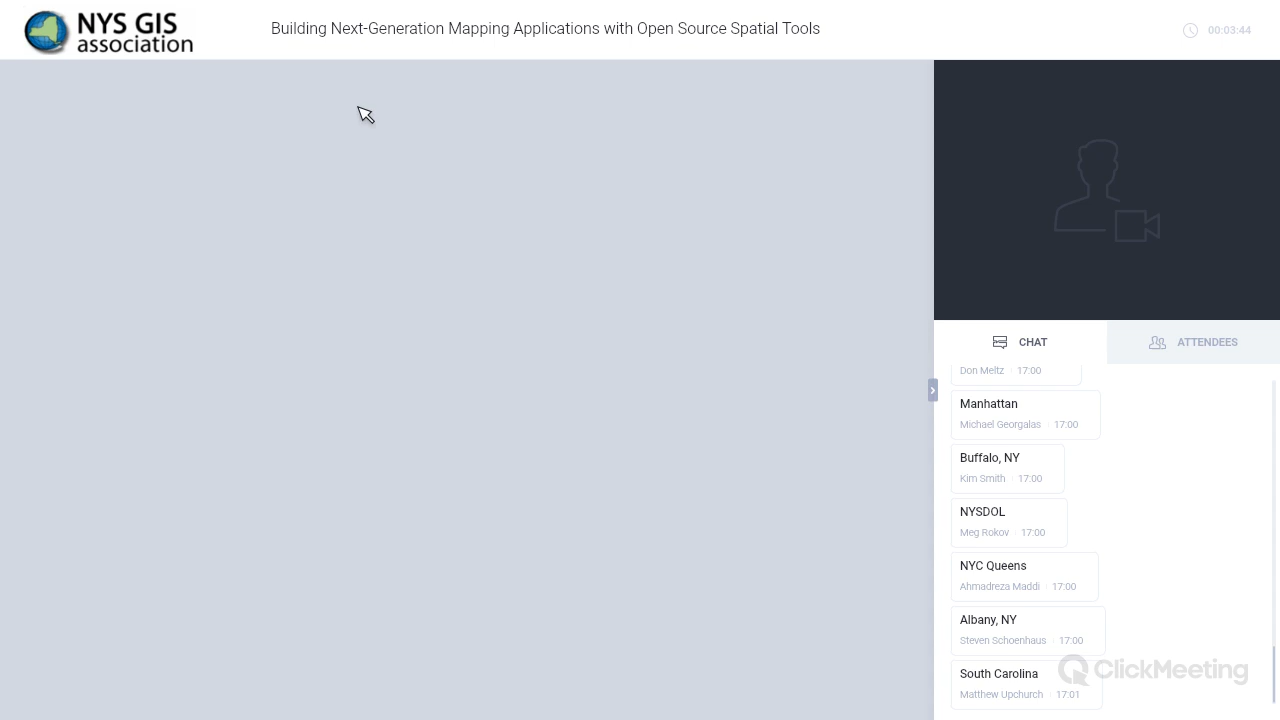 NYS GIS
association
Building Next-Generation Mapping Applications with Open Source Spatial Tools
00:03:44
CHAT
ATTENDEES
Don Meltz · 17:00
Manhattan
Michael Georgalas · 17:00
Buffalo, NY
Kim Smith · 17:00
NYSDOL
Meg Rokov · 17:00
NYC Queens
Ahmadreza Maddi · 17:00
Albany, NY
Steven Schoenhaus · 17:00
South Carolina
Matthew Upchurch · 17:01
ClickMeeting